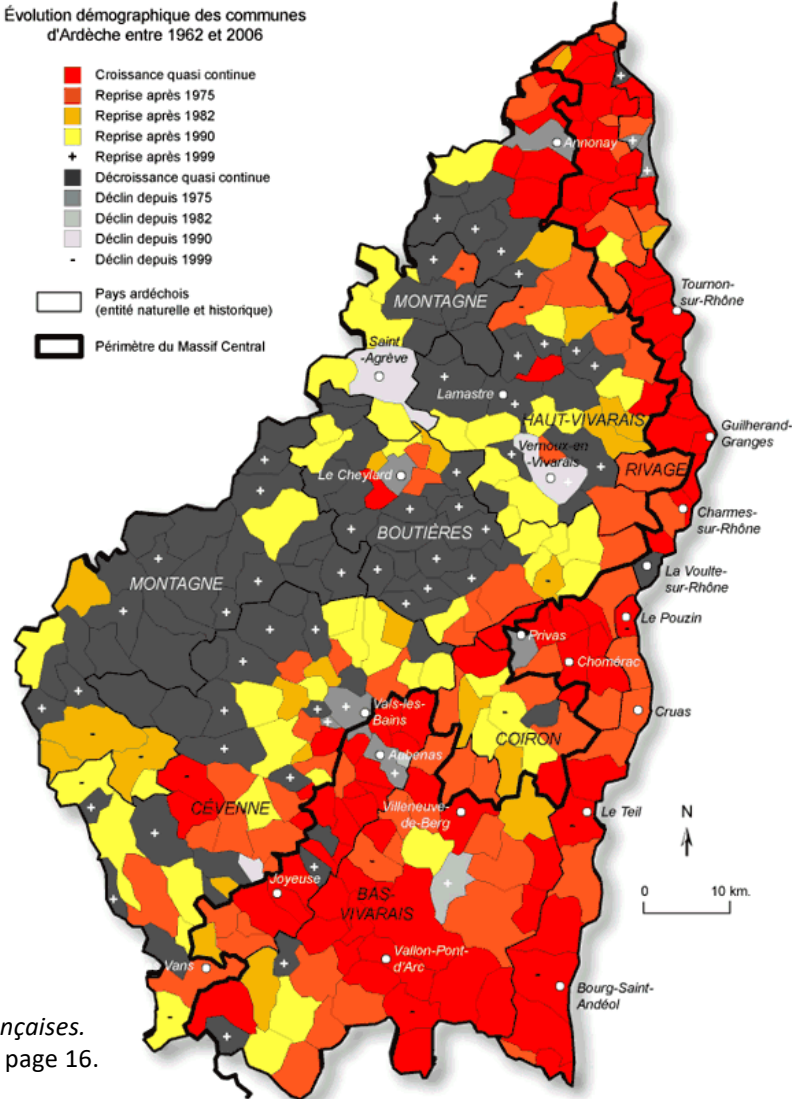 Évolution démographique des communes
d'Ardèche entre 1962 et 2006
Croissance quasi continue
Reprise après 1975
Reprise après 1982
Reprise après 1990
+ Reprise après 1999
Décroissance quasi continue
Déclin depuis 1975
Déclin depuis 1982
Déclin depuis 1990
- Déclin depuis 1999
Pays ardéchois
(entité naturelle et historique)
Périmètre du Massif Central
Annonay
MONTAGNE
Tournon-
sur-Rhône
Saint
-Agrève
Lamastre
HAUT-VIVARAIS
Guilherand-
Granges
Vernoux-en
-Vivarais
RIVAGE
Le Cheylard
Charmes-
sur-Rhône
BOUTIÈRES
MONTAGNE
La Voulte-
sur-Rhône
Le Pouzin
Privas
Chomérac
Vals-les-
Bains
Cruas
COIRON
Aubenas
CÉVENNE
Villeneuve-
de-Berg
Le Teil
N
Joyeuse
BAS-
VIVARAIS
0 10 km.
Vallon-Pont-
d'Arc
Vans
Bourg-Saint-
Andéol
nçaises.
page 16.